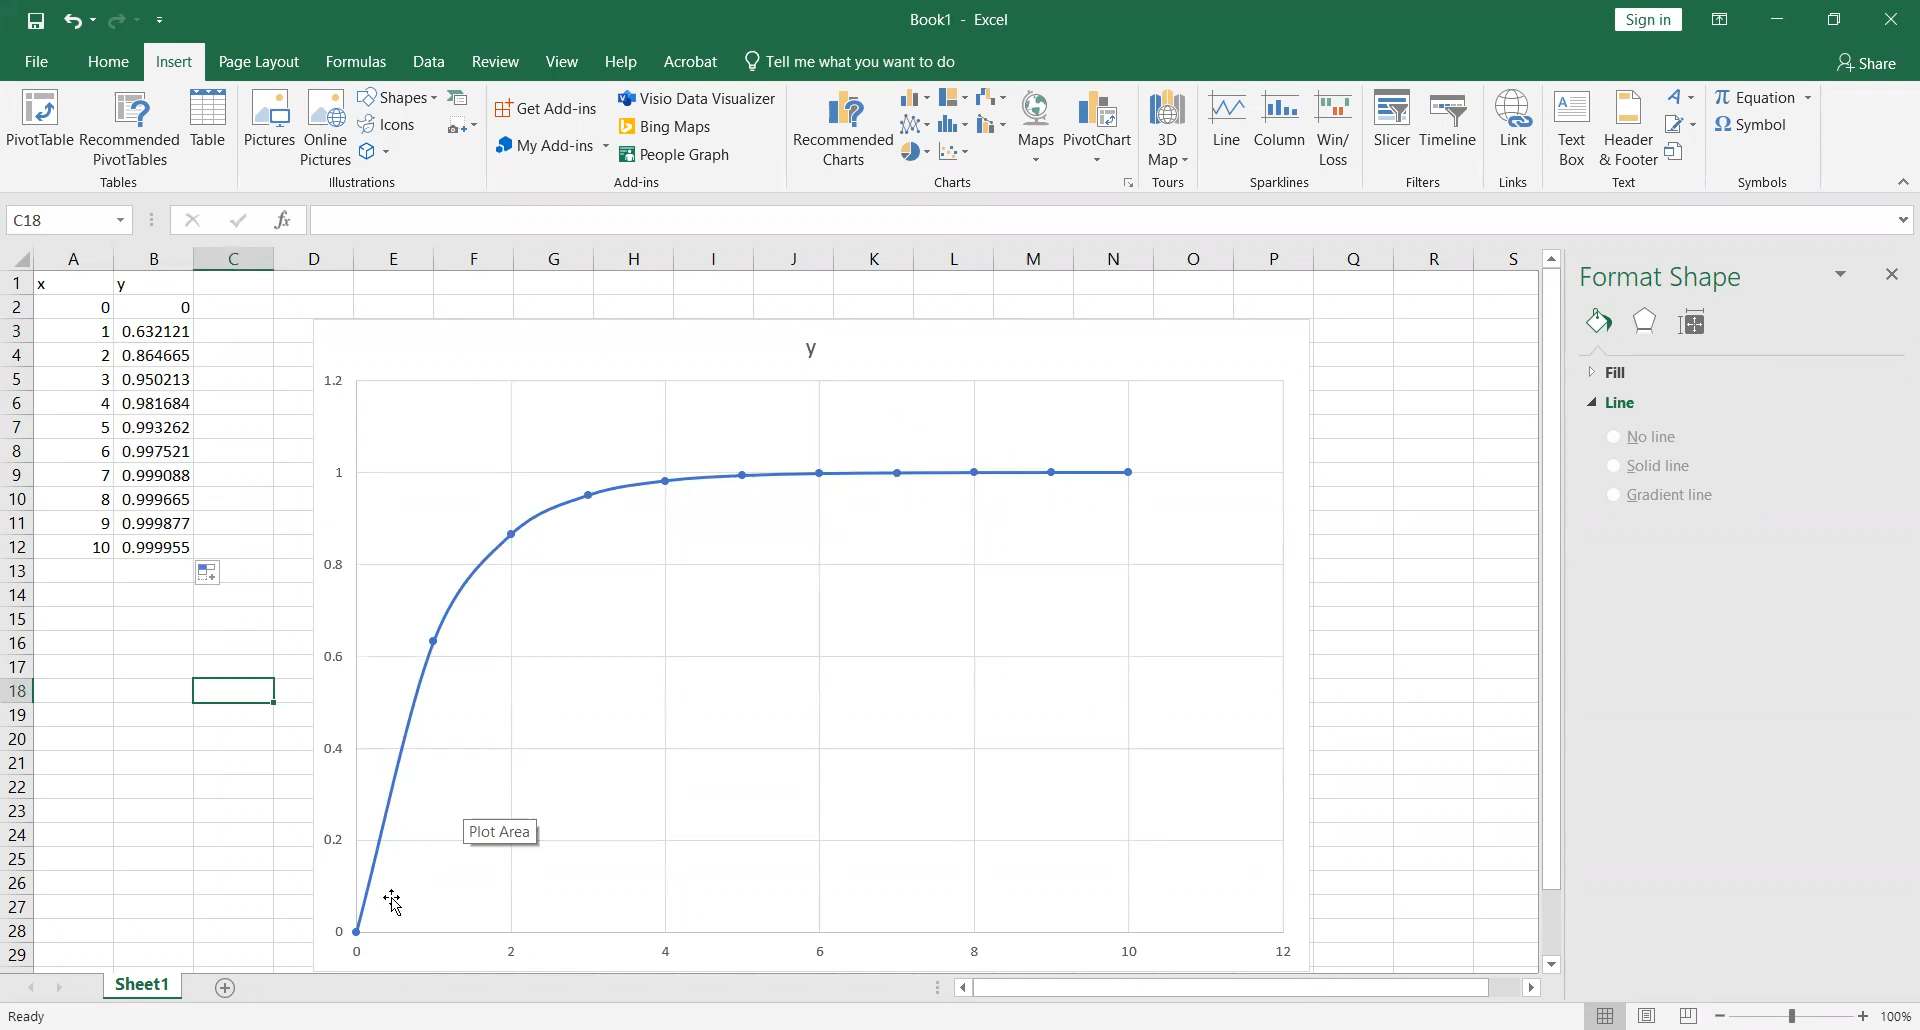 Book1 - Excel
Sign in
File Home Insert Page Layout Formulas Data Review View Help Acrobat Tell me what you want to do Share
PivotTable
Recommended
PivotTables
Table
Tables
Pictures
Online
Pictures
Shapes
Icons
Illustrations
Get Add-ins
My Add-ins
Visio Data Visualizer
Bing Maps
People Graph
Add-ins
Recommended
Charts
Maps
PivotChart
Charts
3D
Map
Tours
Line
Column
Win/
Loss
Sparklines
Slicer
Timeline
Filters
Link
Links
Text
Box
Header
& Footer
Text
Equation
Symbol
Symbols
C18
fx
A B C D E F G H I J K L M N O P Q R S
1 x y
2 0 0
3 1 0.632121
4 2 0.864665
5 3 0.950213
6 4 0.981684
7 5 0.993262
8 6 0.997521
9 7 0.999088
10 8 0.999665
11 9 0.999877
12 10 0.999955
13
14
15
16
17
18
19
20
21
22
23
24
25
26
27
28
29
y
1.2
1
0.8
0.6
0.4
0.2
0
0 2 4 6 8 10 12
Plot Area
Format Shape
Fill
Line
No line
Solid line
Gradient line
Sheet1
Ready
100%